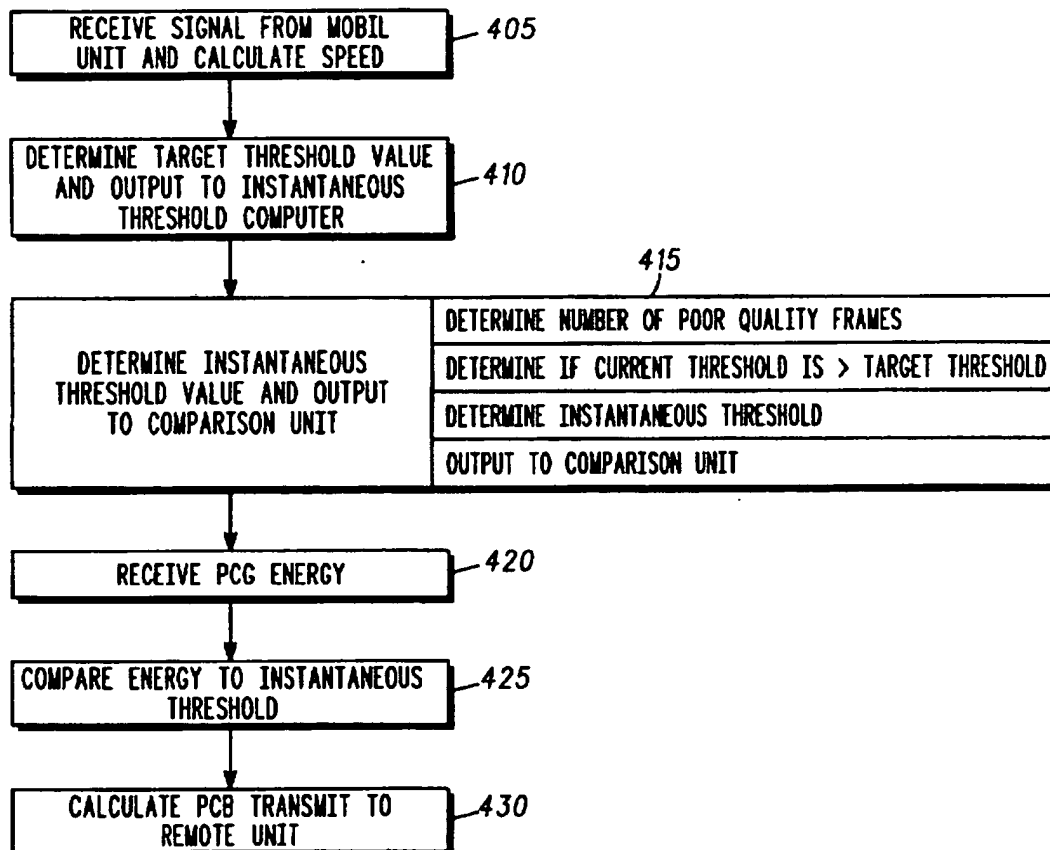 RECEIVE SIGNAL FROM MOBIL
UNIT AND CALCULATE SPEED
405
DETERMINE TARGET THRESHOLD VALUE
AND OUTPUT TO INSTANTANEOUS
THRESHOLD COMPUTER
410
415
DETERMINE INSTANTANEOUS
THRESHOLD VALUE AND OUTPUT
TO COMPARISON UNIT
DETERMINE NUMBER OF POOR QUALITY FRAMES
DETERMINE IF CURRENT THRESHOLD IS > TARGET THRESHOLD
DETERMINE INSTANTANEOUS THRESHOLD
OUTPUT TO COMPARISON UNIT
RECEIVE PCG ENERGY
420
COMPARE ENERGY TO INSTANTANEOUS
THRESHOLD
425
CALCULATE PCB TRANSMIT TO
REMOTE UNIT
430